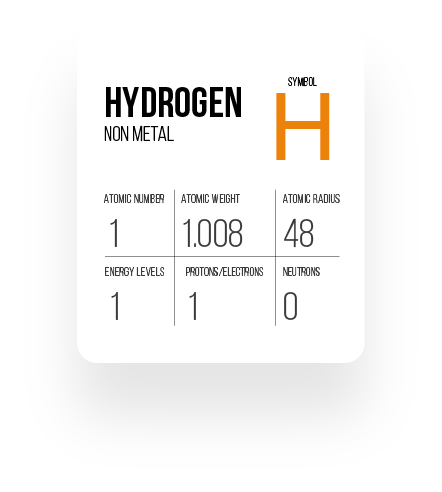 SYMBOL
HYDROGEN
H
NON METAL
ATOMIC NUMBER ATOMIC WEIGHT ATOMIC RADIUS
1 1.008 48
ENERGY LEVELS PROTONS/ELECTRONS NEUTRONS
1 1 0